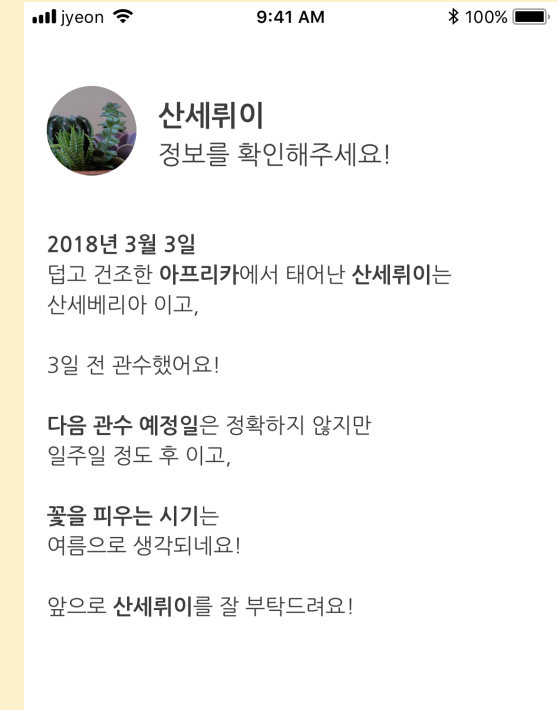 jyeon 9:41 AM 100%
산세뤼이
정보를 확인해주세요!
2018년 3월 3일
덥고 건조한 아프리카에서 태어난 산세뤼이는
산세베리아 이고,
3일 전 관수했어요!
다음 관수 예정일은 정확하지 않지만
일주일 정도 후 이고,
꽃을 피우는 시기는
여름으로 생각되네요!
앞으로 산세뤼이를 잘 부탁드려요!